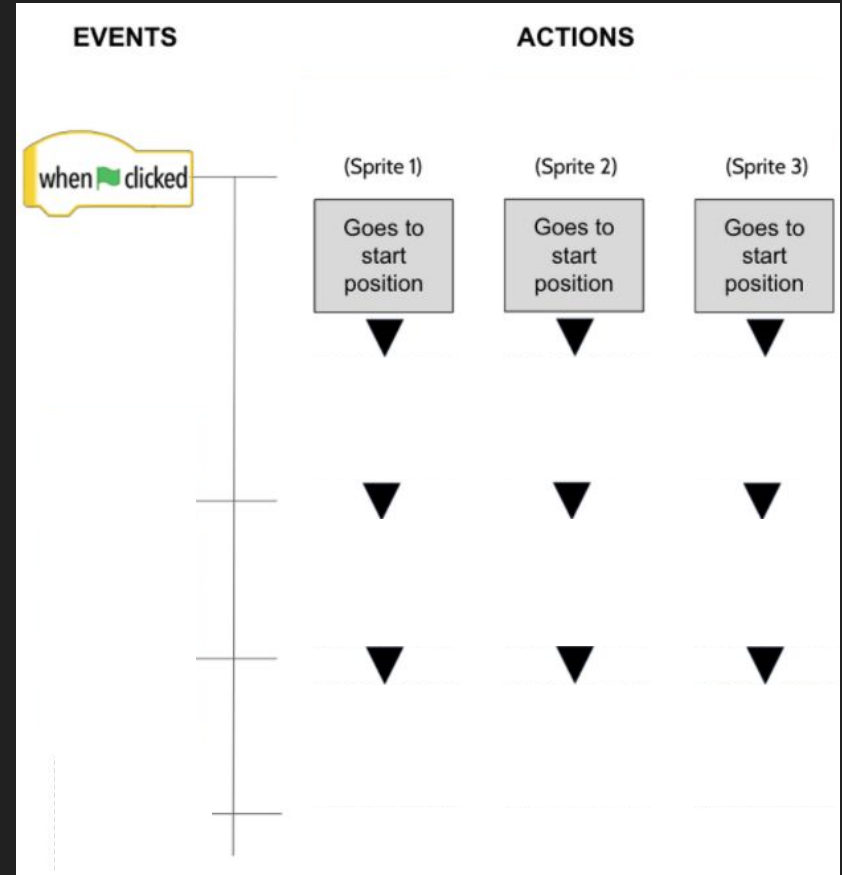 EVENTS
ACTIONS
when clicked
(Sprite 1)
(Sprite 2)
(Sprite 3)
Goes to
start
position
Goes to
start
position
Goes to
start
position